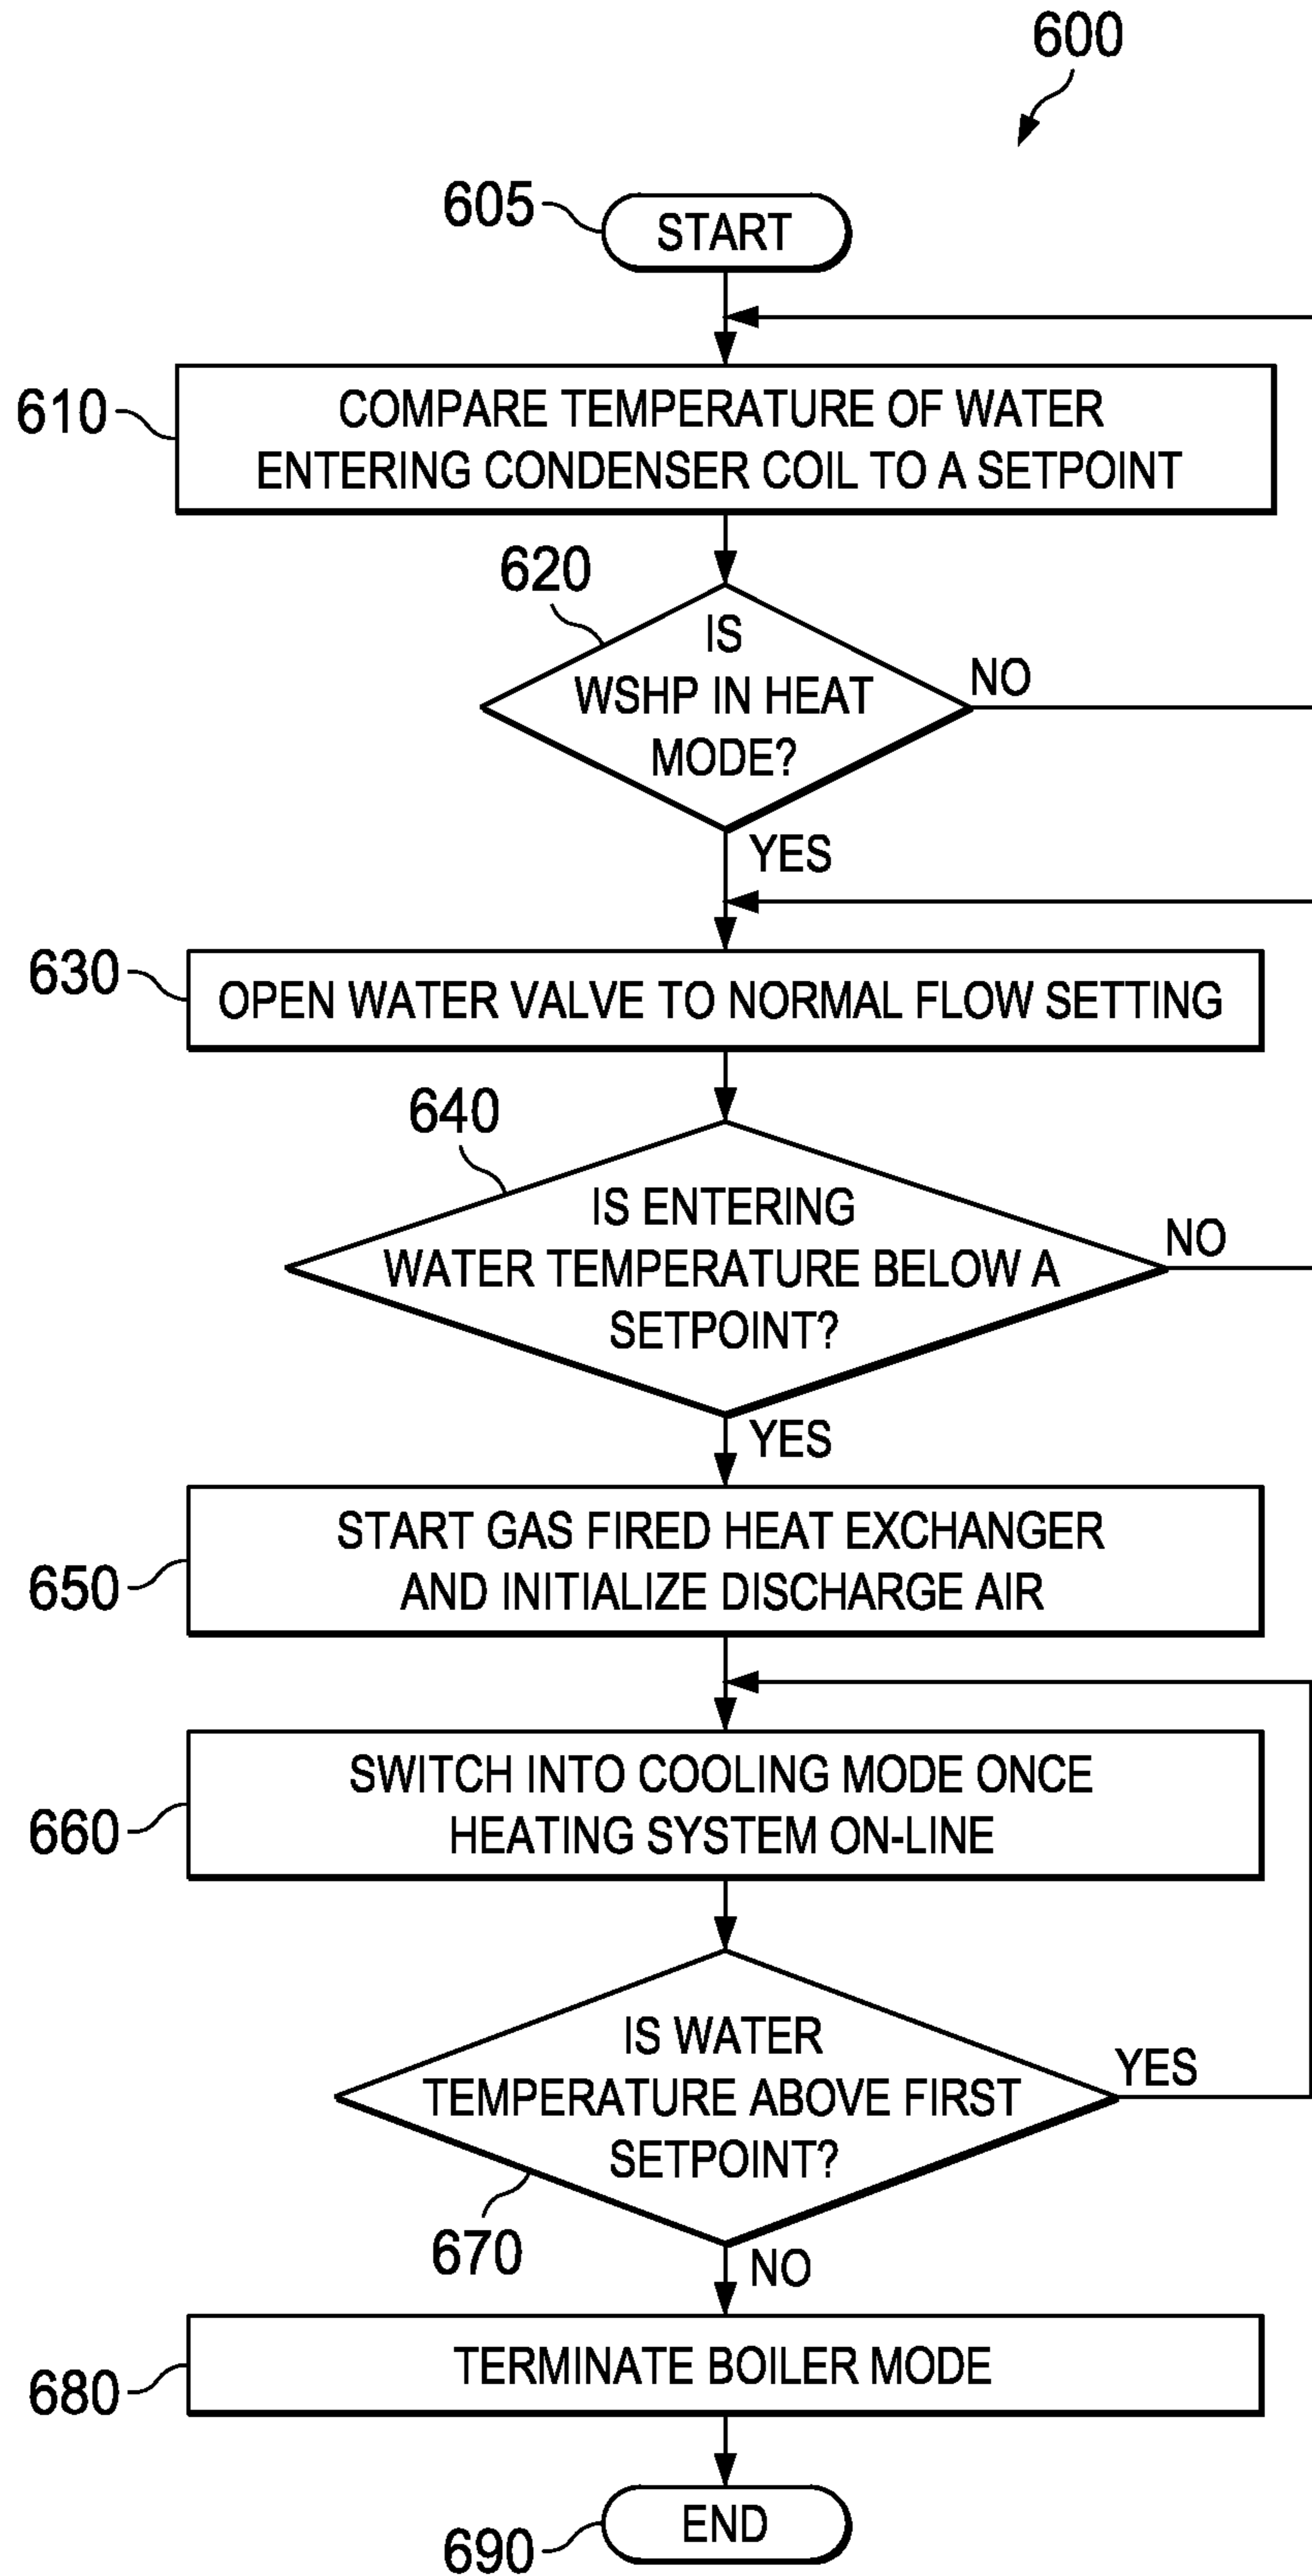 600
605
START
610
COMPARE TEMPERATURE OF WATER
ENTERING CONDENSER COIL TO A SETPOINT
620
IS
WSHP IN HEAT
MODE?
NO
YES
630
OPEN WATER VALVE TO NORMAL FLOW SETTING
640
IS ENTERING
WATER TEMPERATURE BELOW A
SETPOINT?
NO
YES
650
START GAS FIRED HEAT EXCHANGER
AND INITIALIZE DISCHARGE AIR
660
SWITCH INTO COOLING MODE ONCE
HEATING SYSTEM ON-LINE
IS WATER
TEMPERATURE ABOVE FIRST
SETPOINT?
YES
670
NO
680
TERMINATE BOILER MODE
690
END